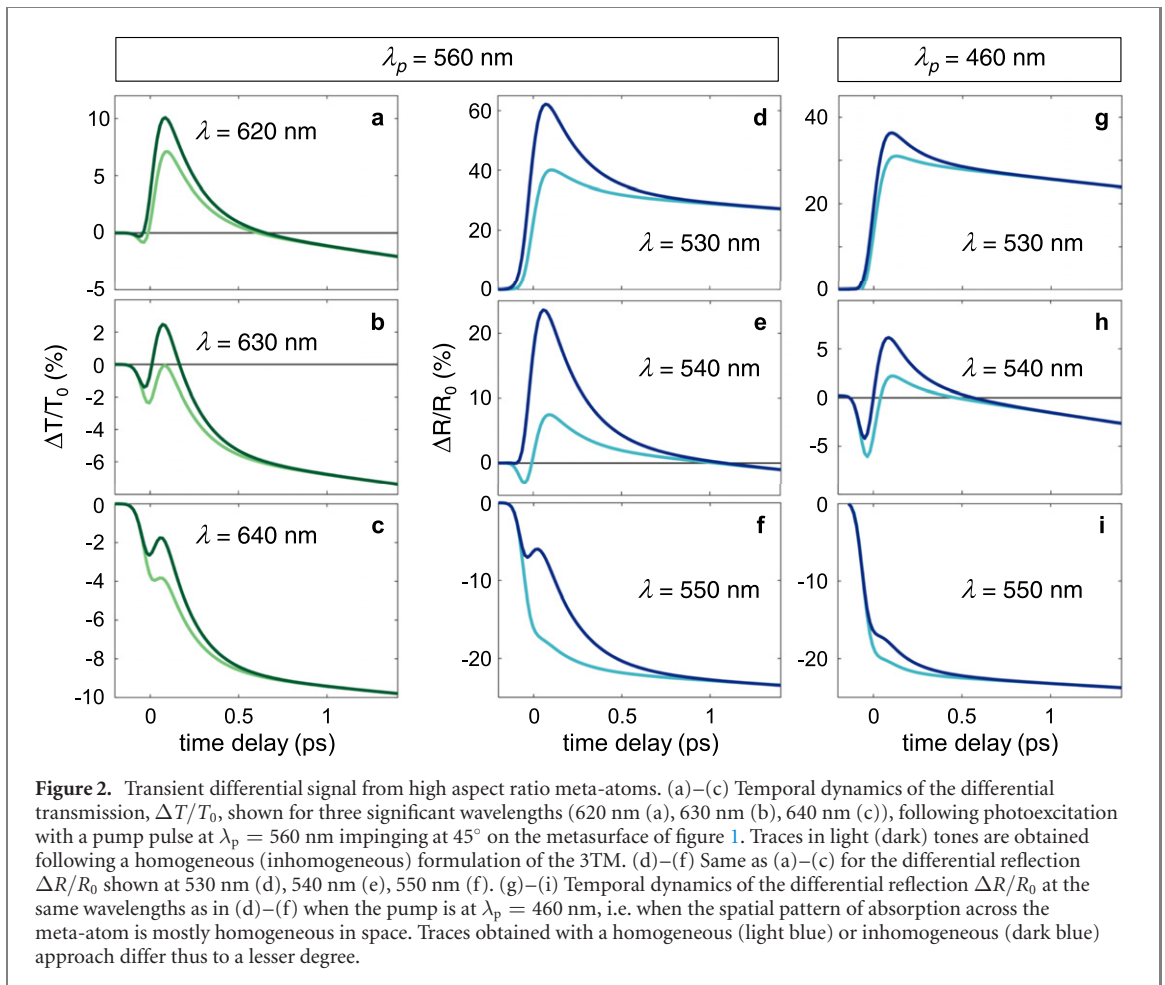 λp = 560 nm
λp = 460 nm
10
5
0
-5
ΔT/T0 (%)
a
λ = 620 nm
60
40
20
0
ΔR/R0 (%)
d
λ = 530 nm
40
20
0
g
λ = 530 nm
2
0
-2
-4
-6
b
λ = 630 nm
20
10
0
e
λ = 540 nm
5
0
-5
h
λ = 540 nm
0
-2
-4
-6
-8
-10
c
λ = 640 nm
0
-10
-20
f
λ = 550 nm
0
-10
-20
i
λ = 550 nm
0 0.5 1
0 0.5 1
0 0.5 1
time delay (ps)
time delay (ps)
time delay (ps)
Figure 2. Transient differential signal from high aspect ratio meta-atoms. (a)–(c) Temporal dynamics of the differential
transmission, ΔT/T0, shown for three significant wavelengths (620 nm (a), 630 nm (b), 640 nm (c)), following photoexcitation
with a pump pulse at λp = 560 nm impinging at 45° on the metasurface of figure 1. Traces in light (dark) tones are obtained
following a homogeneous (inhomogeneous) formulation of the 3TM. (d)–(f) Same as (a)–(c) for the differential reflection
ΔR/R0 shown at 530 nm (d), 540 nm (e), 550 nm (f). (g)–(i) Temporal dynamics of the differential reflection ΔR/R0 at the
same wavelengths as in (d)–(f) when the pump is at λp = 460 nm, i.e. when the spatial pattern of absorption across the
meta-atom is mostly homogeneous in space. Traces obtained with a homogeneous (light blue) or inhomogeneous (dark blue)
approach differ thus to a lesser degree.